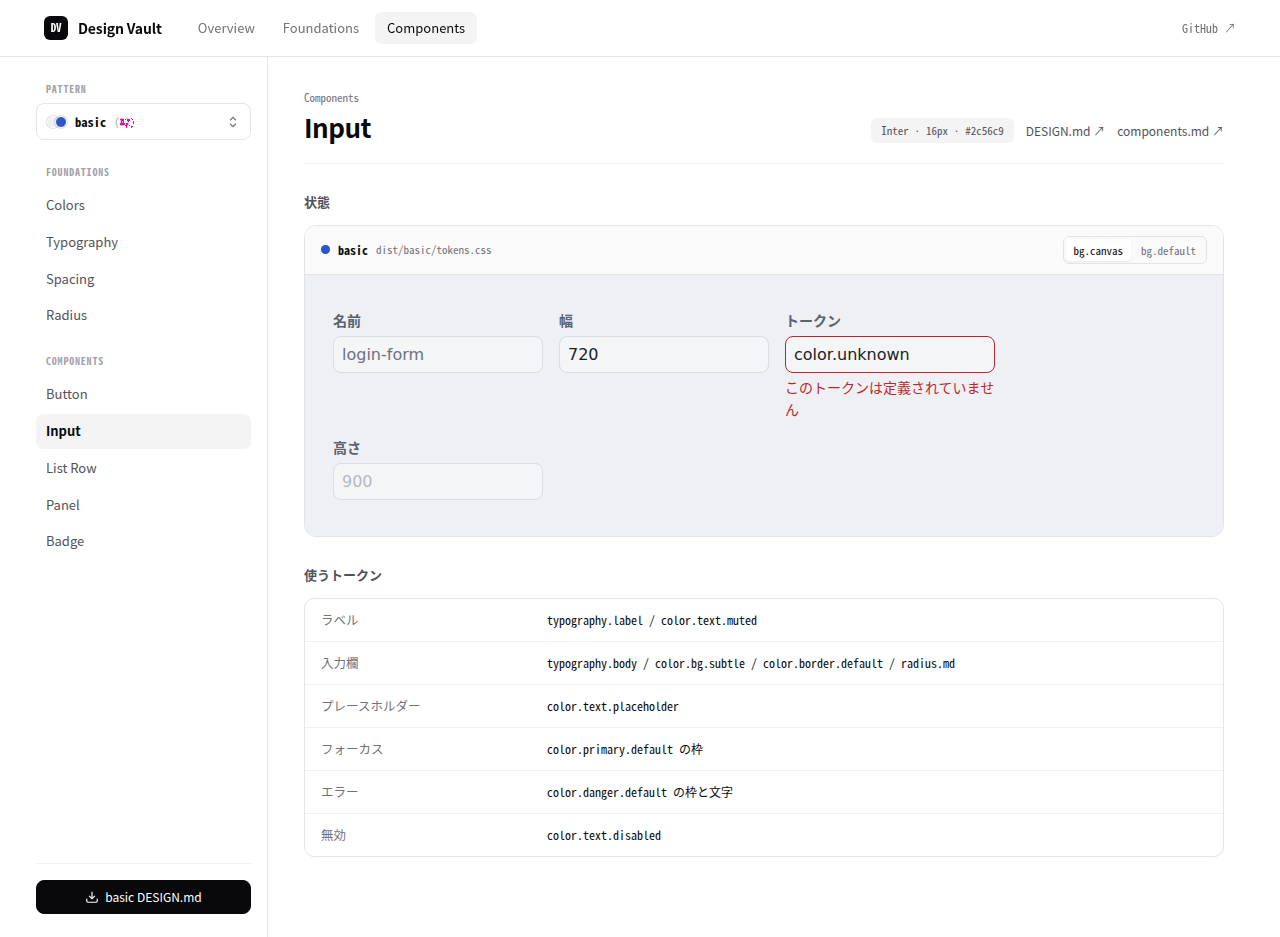 DV Design Vault Overview Foundations Components GitHub ↗
PATTERN
basic
FOUNDATIONS
Colors
Typography
Spacing
Radius
COMPONENTS
Button
Input
List Row
Panel
Badge
basic DESIGN.md
Components
Input
Inter · 16px · #2c56c9 DESIGN.md ↗ components.md ↗
状態
basic dist/basic/tokens.css bg.canvas bg.default
名前 幅 トークン
login-form 720 color.unknown
このトークンは定義されていませ
ん
高さ
900
使うトークン
ラベル typography.label / color.text.muted
入力欄 typography.body / color.bg.subtle / color.border.default / radius.md
プレースホルダー color.text.placeholder
フォーカス color.primary.default の枠
エラー color.danger.default の枠と文字
無効 color.text.disabled